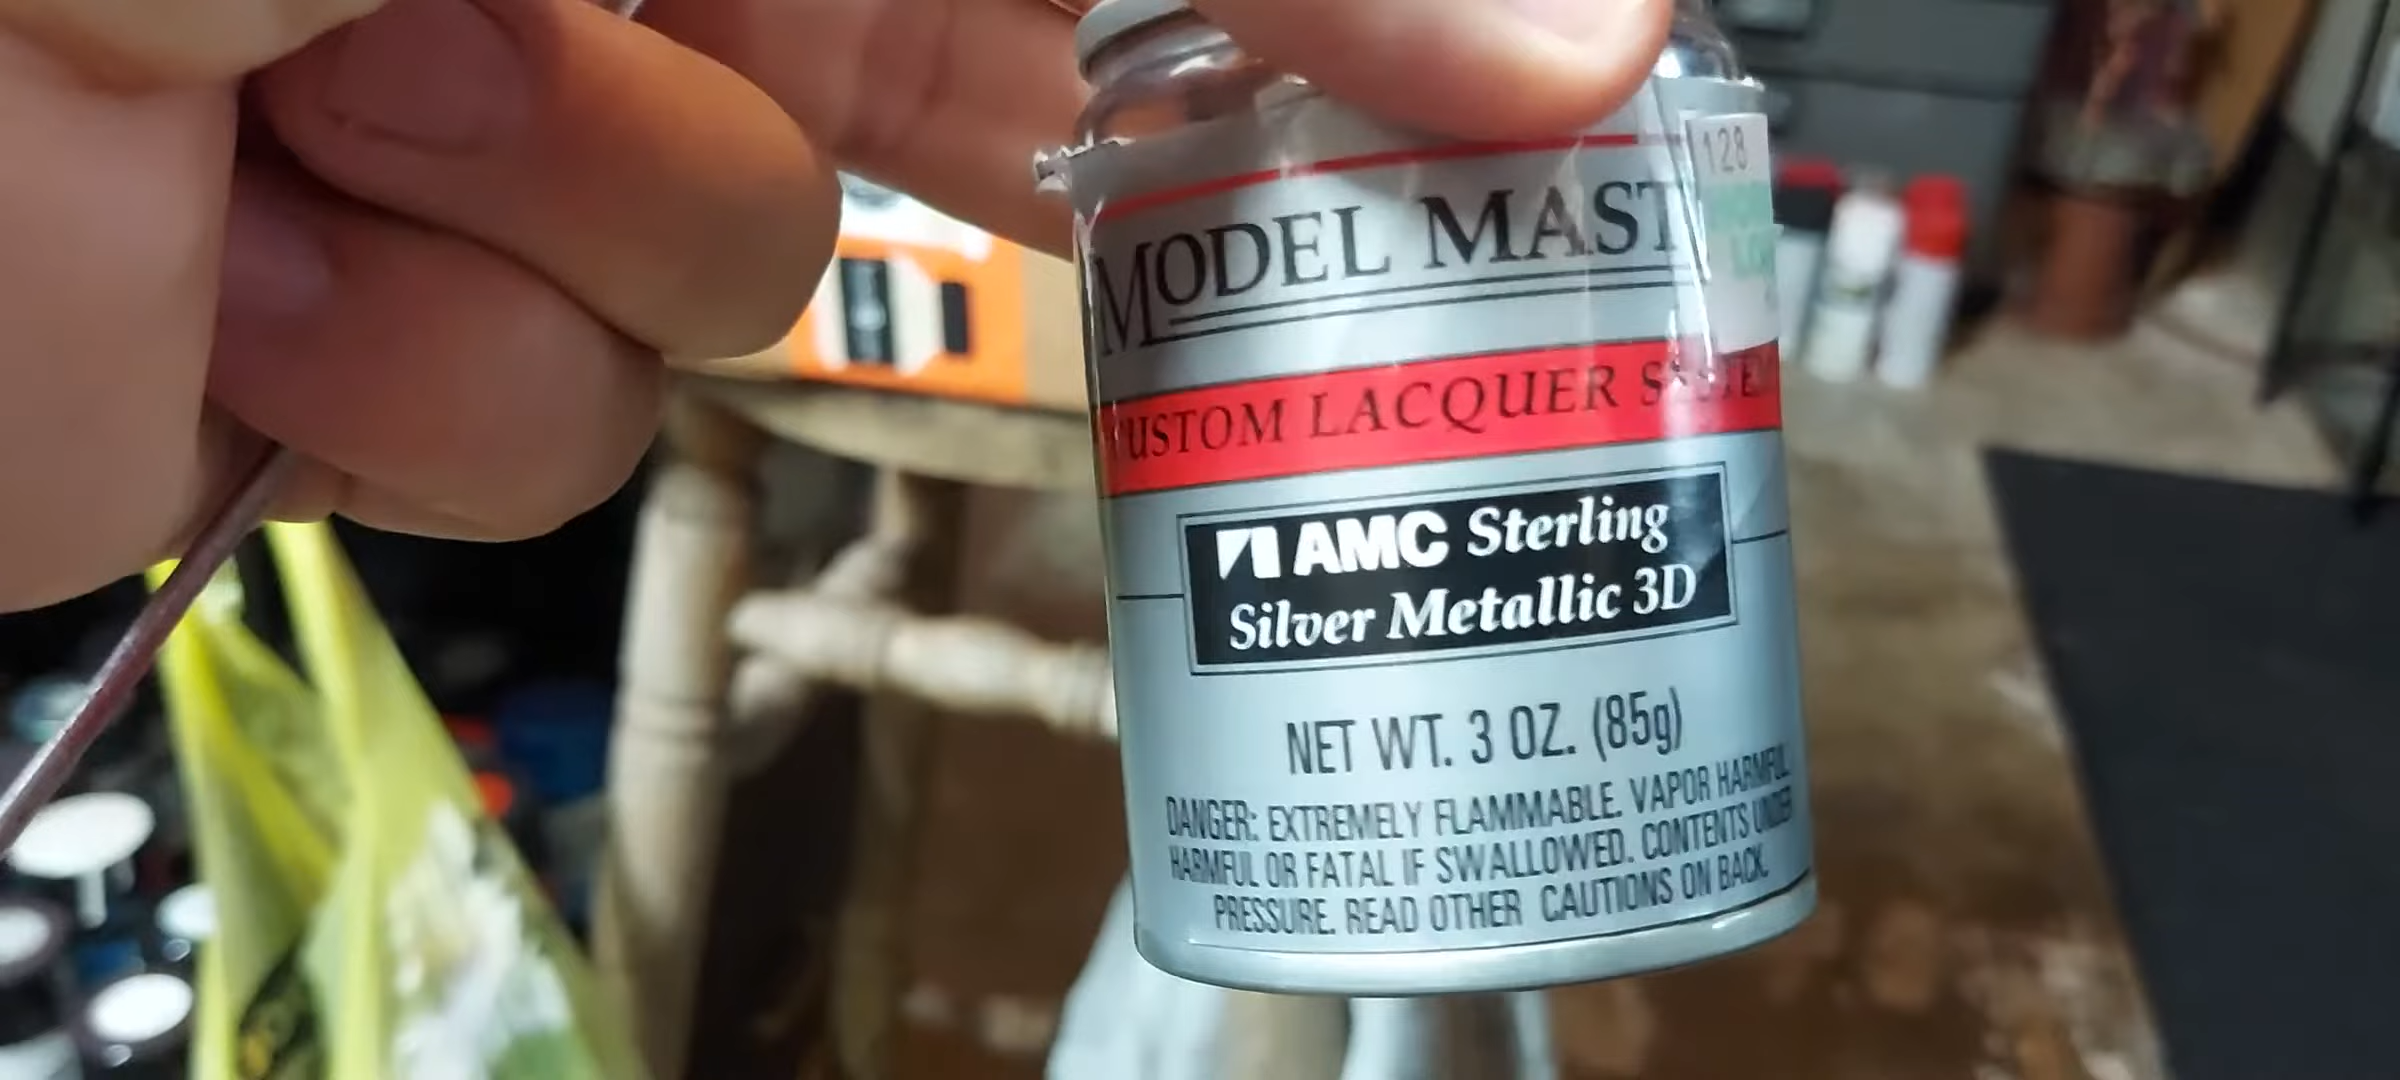 128
MODEL MAST
CUSTOM LACQUER SYSTEM
AMC Sterling
Silver Metallic 3D
NET WT. 3 OZ. (85g)
DANGER: EXTREMELY FLAMMABLE. VAPOR HARMFUL.
HARMFUL OR FATAL IF SWALLOWED. CONTENTS UNDER
PRESSURE. READ OTHER CAUTIONS ON BACK.